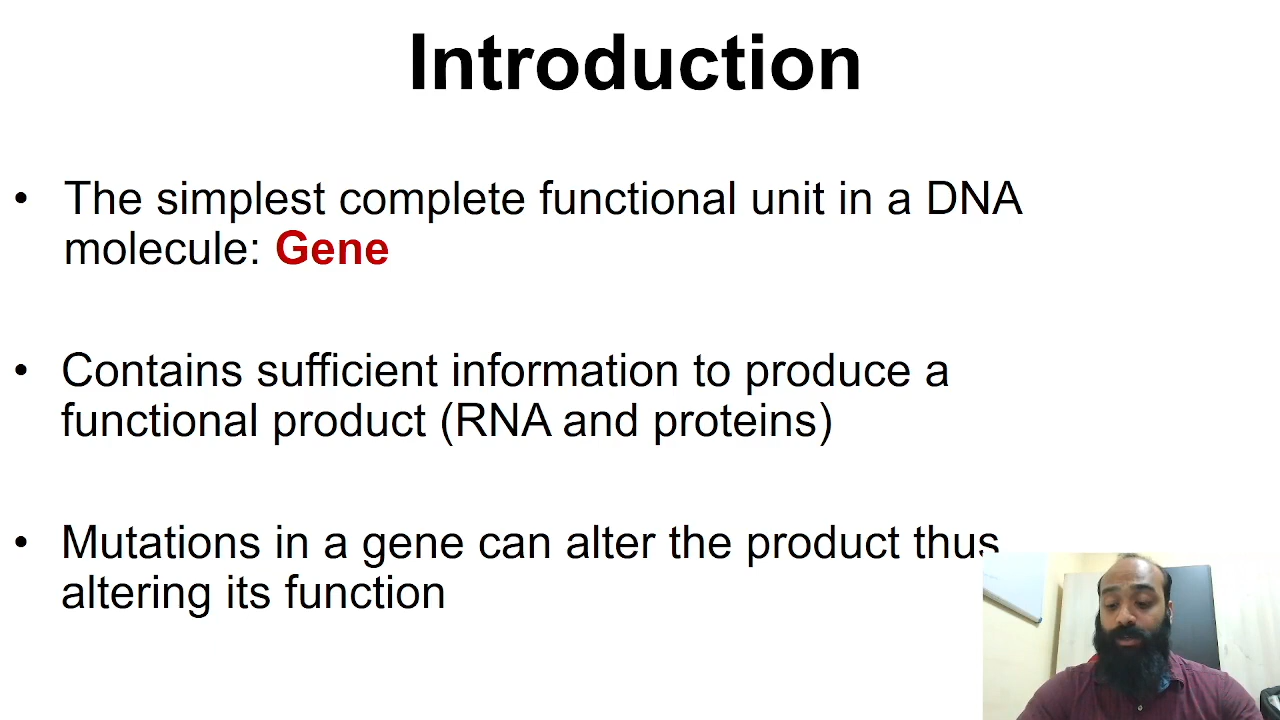 Introduction
• The simplest complete functional unit in a DNA
molecule: Gene
• Contains sufficient information to produce a
functional product (RNA and proteins)
• Mutations in a gene can alter the product thus
altering its function